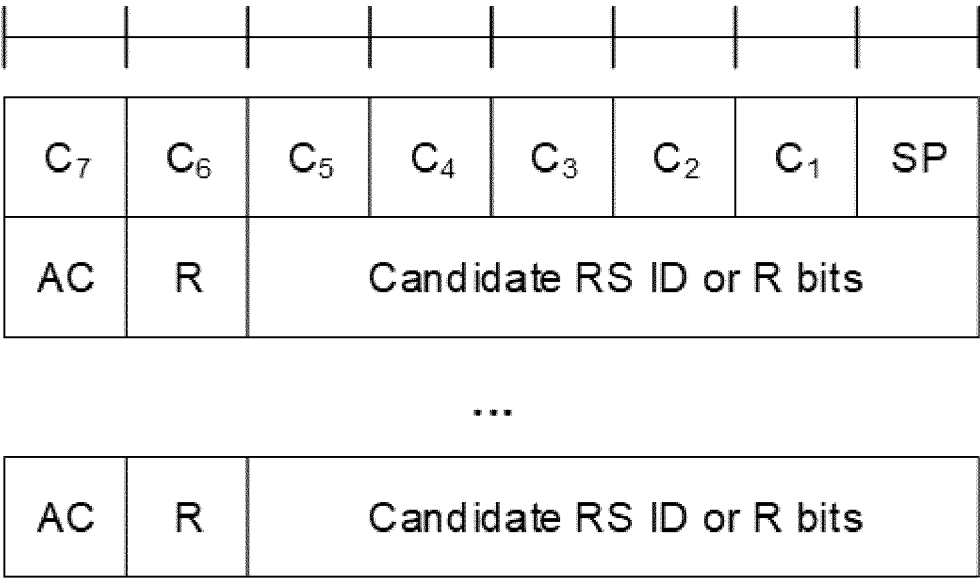 C₇ C₆ C₅ C₄ C₃ C₂ C₁ SP
AC R Candidate RS ID or R bits
...
AC R Candidate RS ID or R bits